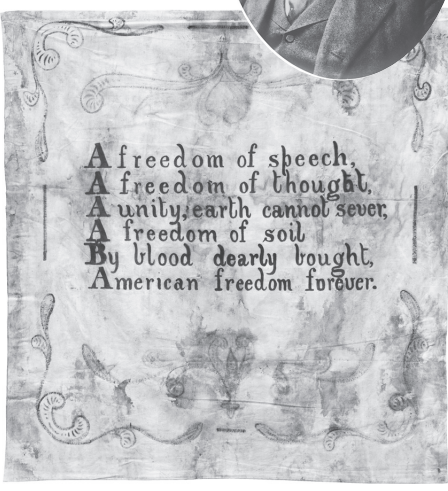 A freedom of speech,
A freedom of thought,
A unity, earth cannot sever,
A freedom of soil
By blood dearly bought,
American freedom forever.